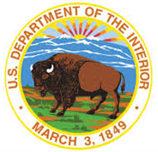 U.S. DEPARTMENT OF THE INTERIOR
MARCH 3, 1849